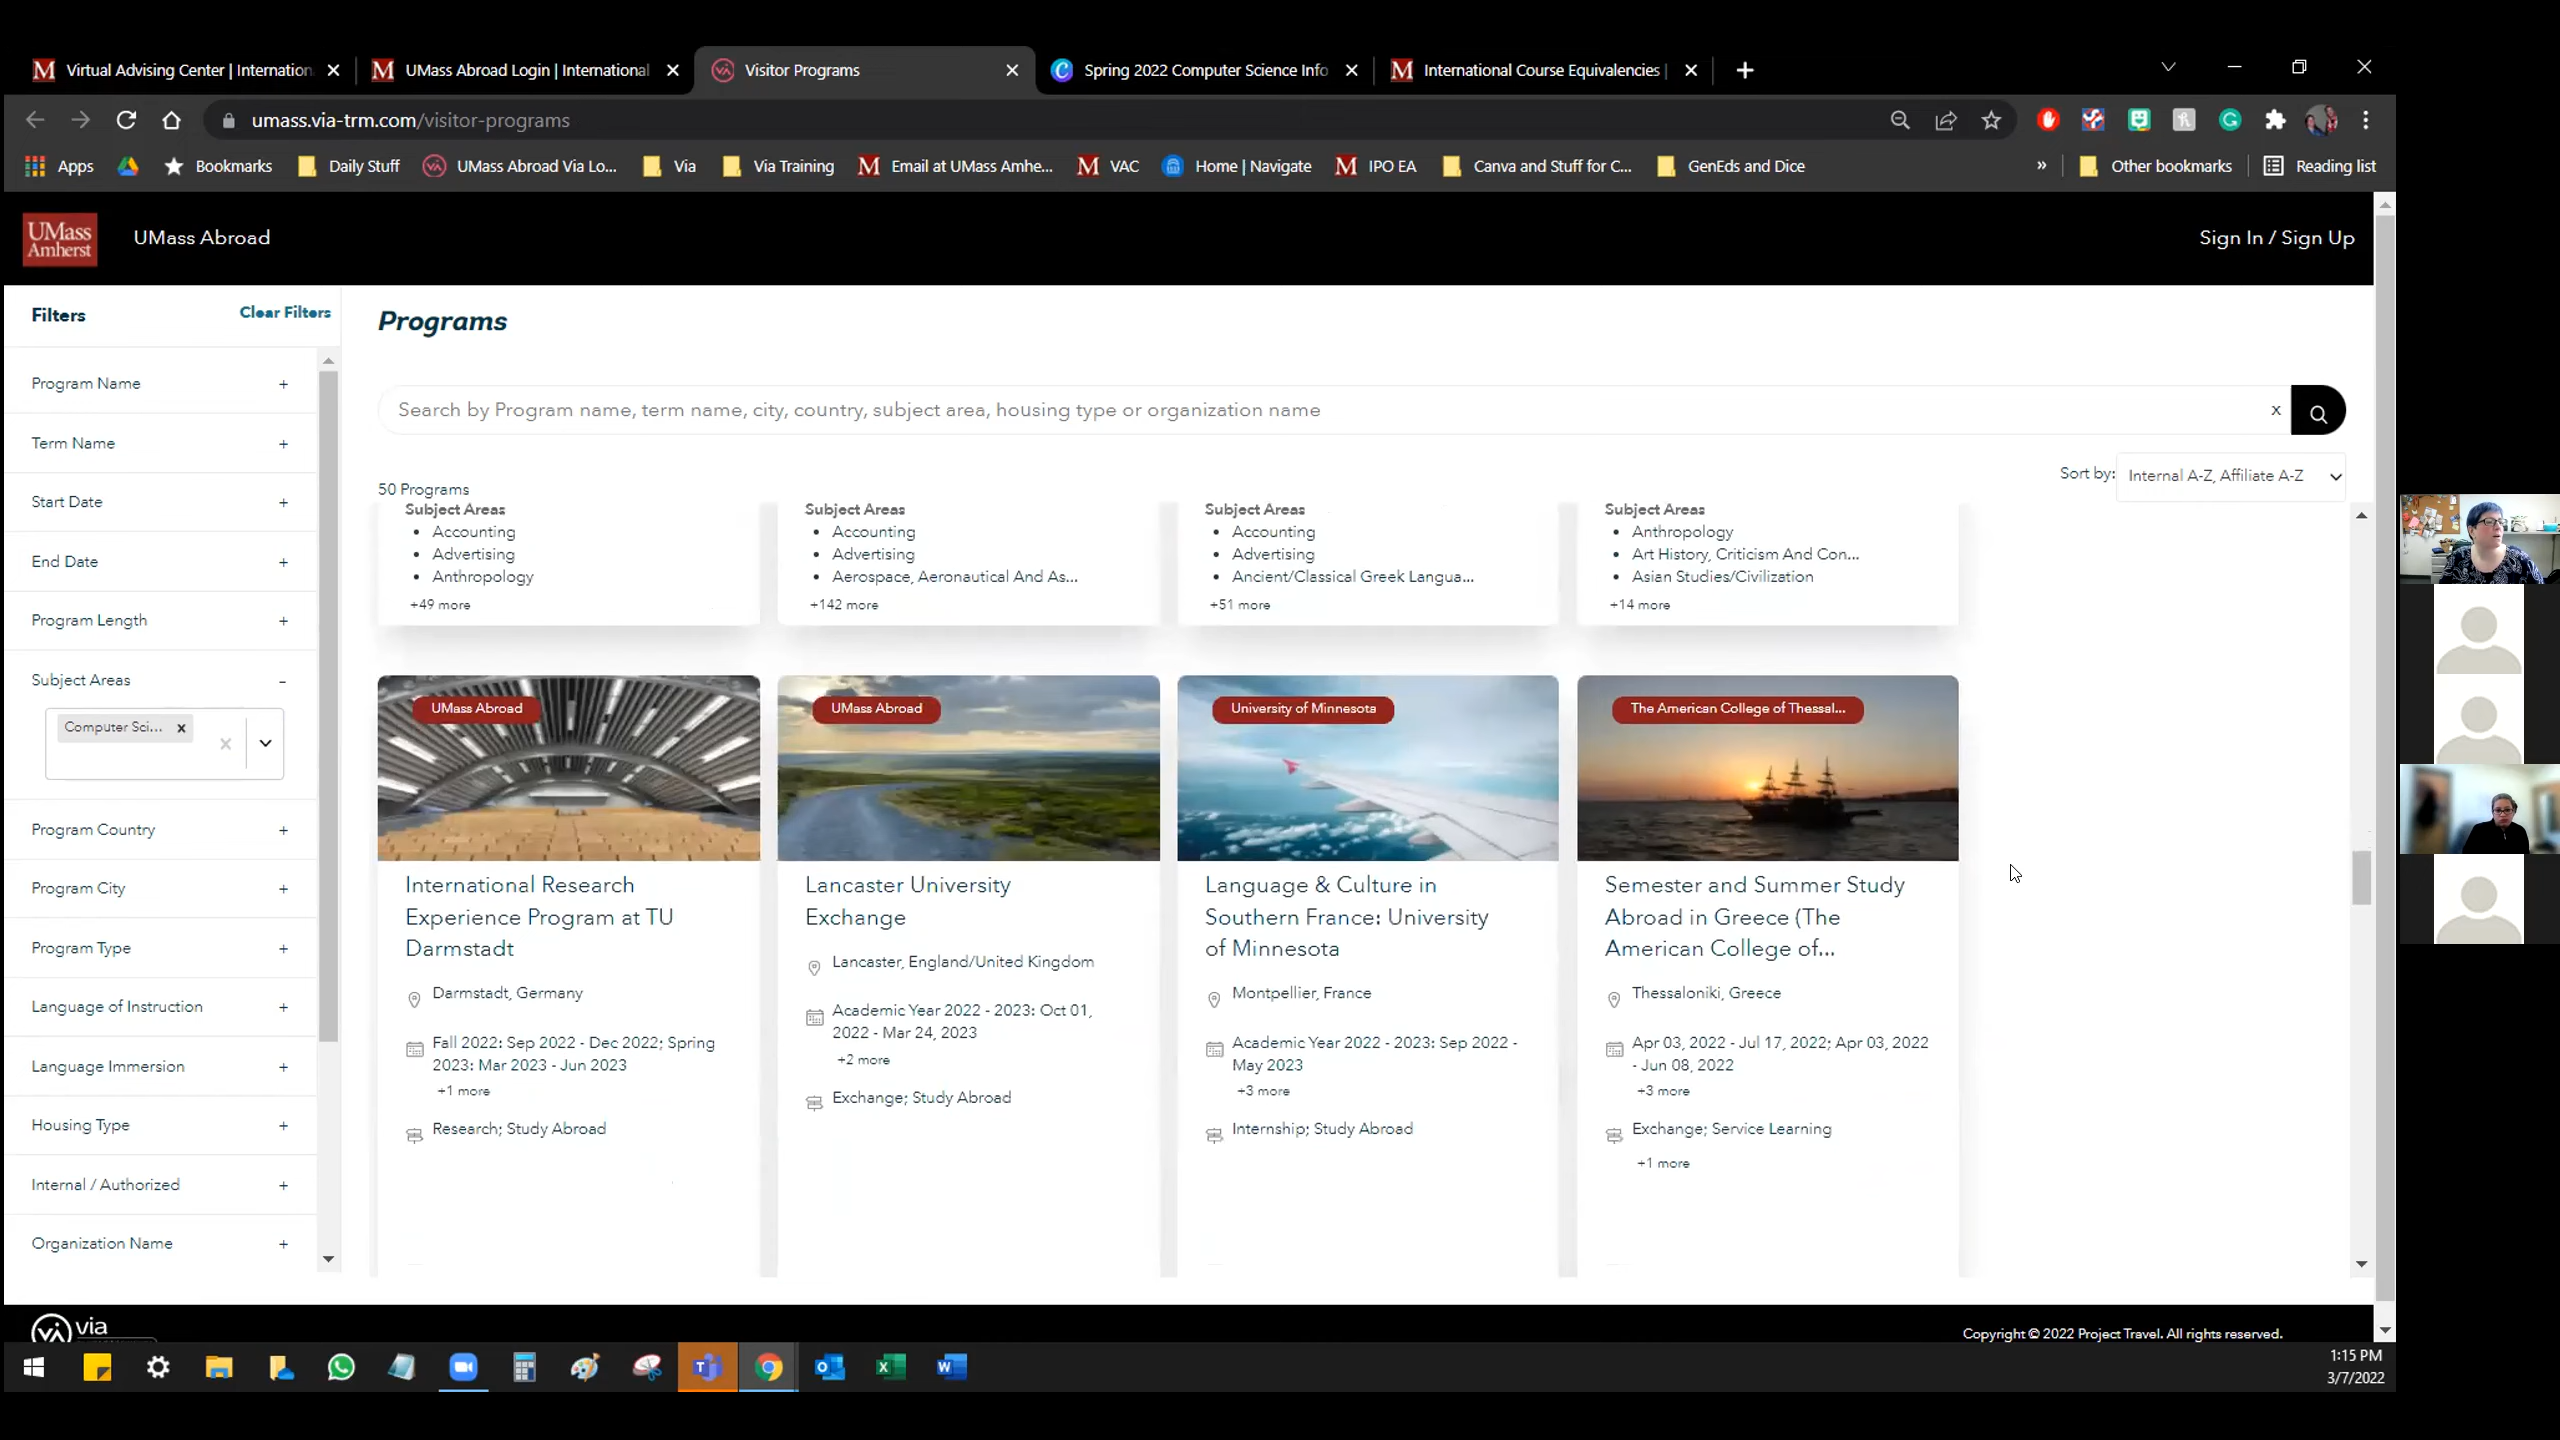 Virtual Advising Center | Internation
UMass Abroad Login | International
Visitor Programs
Spring 2022 Computer Science Info
International Course Equivalencies |
umass.via-trm.com/visitor-programs
Apps
Bookmarks
Daily Stuff
UMass Abroad Via Lo...
Via
Via Training
Email at UMass Amhe...
VAC
Home | Navigate
IPO EA
Canva and Stuff for C...
GenEds and Dice
»
Other bookmarks
Reading list
UMass
Amherst
UMass Abroad
Sign In / Sign Up
Filters
Clear Filters
Program Name +
Term Name +
Start Date +
End Date +
Program Length +
Subject Areas -
Computer Sci... x
Program Country +
Program City +
Program Type +
Language of Instruction +
Language Immersion +
Housing Type +
Internal / Authorized +
Organization Name +
Programs
Search by Program name, term name, city, country, subject area, housing type or organization name
x
Sort by: Internal A-Z, Affiliate A-Z
50 Programs
Subject Areas
• Accounting
• Advertising
• Anthropology
+49 more
Subject Areas
• Accounting
• Advertising
• Aerospace, Aeronautical And As...
+142 more
Subject Areas
• Accounting
• Advertising
• Ancient/Classical Greek Langua...
+51 more
Subject Areas
• Anthropology
• Art History, Criticism And Con...
• Asian Studies/Civilization
+14 more
UMass Abroad
International Research
Experience Program at TU
Darmstadt
Darmstadt, Germany
Fall 2022: Sep 2022 - Dec 2022; Spring
2023: Mar 2023 - Jun 2023
+1 more
Research; Study Abroad
UMass Abroad
Lancaster University
Exchange
Lancaster, England/United Kingdom
Academic Year 2022 - 2023: Oct 01,
2022 - Mar 24, 2023
+2 more
Exchange; Study Abroad
University of Minnesota
Language & Culture in
Southern France: University
of Minnesota
Montpellier, France
Academic Year 2022 - 2023: Sep 2022 -
May 2023
+3 more
Internship; Study Abroad
The American College of Thessal...
Semester and Summer Study
Abroad in Greece (The
American College of...
Thessaloniki, Greece
Apr 03, 2022 - Jul 17, 2022; Apr 03, 2022
- Jun 08, 2022
+3 more
Exchange; Service Learning
+1 more
via
Copyright © 2022 Project Travel. All rights reserved.
1:15 PM
3/7/2022